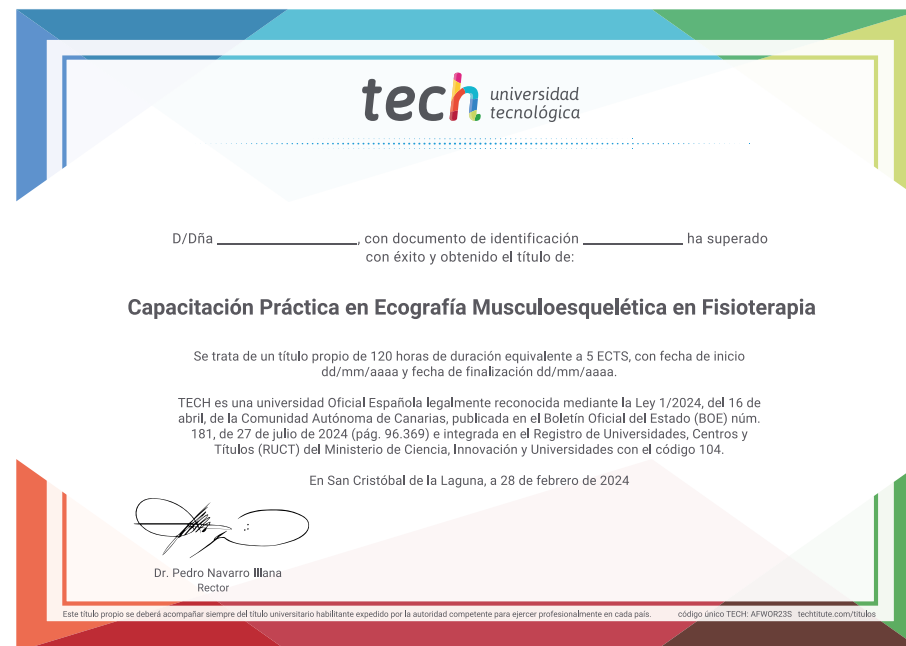 tech universidad
tecnológica
D/Dña ________________, con documento de identificación ____________ ha superado
con éxito y obtenido el título de:
Capacitación Práctica en Ecografía Musculoesquelética en Fisioterapia
Se trata de un título propio de 120 horas de duración equivalente a 5 ECTS, con fecha de inicio
dd/mm/aaaa y fecha de finalización dd/mm/aaaa.
TECH es una universidad Oficial Española legalmente reconocida mediante la Ley 1/2024, del 16 de
abril, de la Comunidad Autónoma de Canarias, publicada en el Boletín Oficial del Estado (BOE) núm.
181, de 27 de julio de 2024 (pág. 96.369) e integrada en el Registro de Universidades, Centros y
Títulos (RUCT) del Ministerio de Ciencia, Innovación y Universidades con el código 104.
En San Cristóbal de la Laguna, a 28 de febrero de 2024
Dr. Pedro Navarro Illana
Rector
Este título propio se deberá acompañar siempre del título universitario habilitante expedido por la autoridad competente para ejercer profesionalmente en cada país. código único TECH: AFWOR23S techtitute.com/titulos